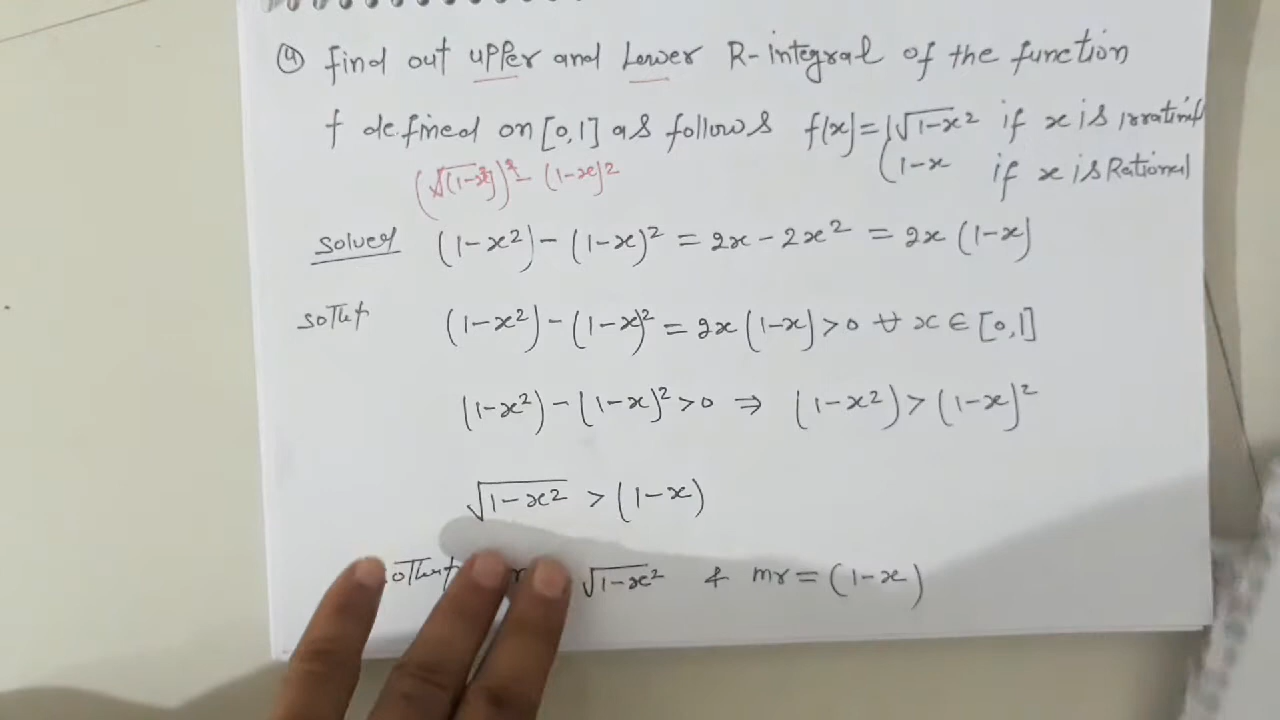 ④ find out upper and Lower R-integral of the function
f defined on [0,1] as follows f(x) = { √1-x² if x is irrational
{ 1-x if x is Rational
(√(1-x²))² - (1-x)²
(1-x²) - (1-x)² = 2x - 2x² = 2x (1-x)
so that (1-x²) - (1-x)² = 2x (1-x) > 0 ∀ x ∈ [0,1]
(1-x²) - (1-x)² > 0 ⇒ (1-x²) > (1-x)²
√1-x² > (1-x)
√1-x² & mr = (1-x)